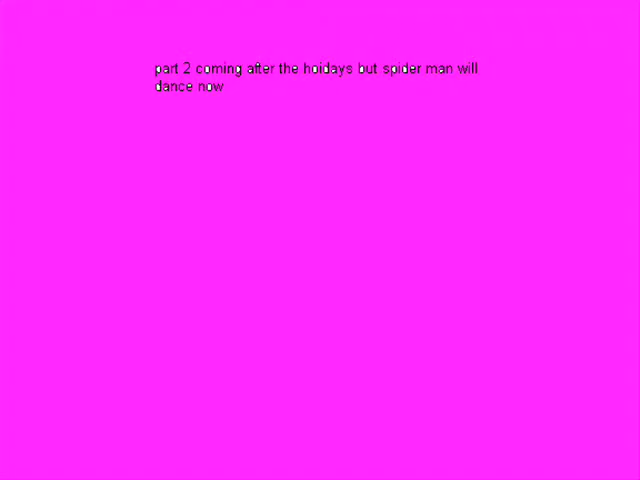 part 2 coming after the hoidays but spider man will
dance now